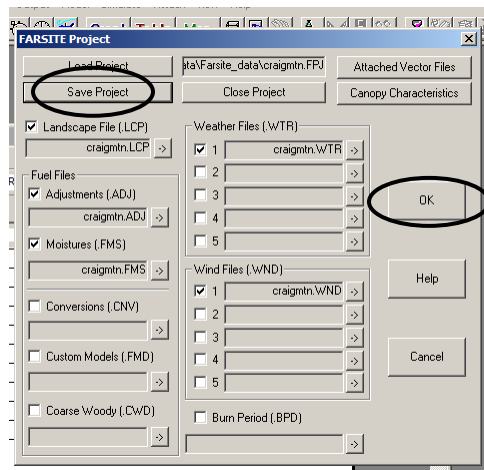 FARSITE Project
Load Project
ata\Farsite_data\craigmtn.FPJ
Attached Vector Files
Save Project
Close Project
Canopy Characteristics
Landscape File (.LCP)
craigmtn.LCP ->
Fuel Files
Adjustments (.ADJ)
craigmtn.ADJ ->
Moistures (.FMS)
craigmtn.FMS ->
Conversions (.CNV)
->
Custom Models (.FMD)
->
Coarse Woody (.CWD)
->
Weather Files (.WTR)
1 craigmtn.WTR ->
2 ->
3 ->
4 ->
5 ->
Wind Files (.WND)
1 craigmtn.WND ->
2 ->
3 ->
4 ->
5 ->
Burn Period (.BPD)
->
OK
Help
Cancel